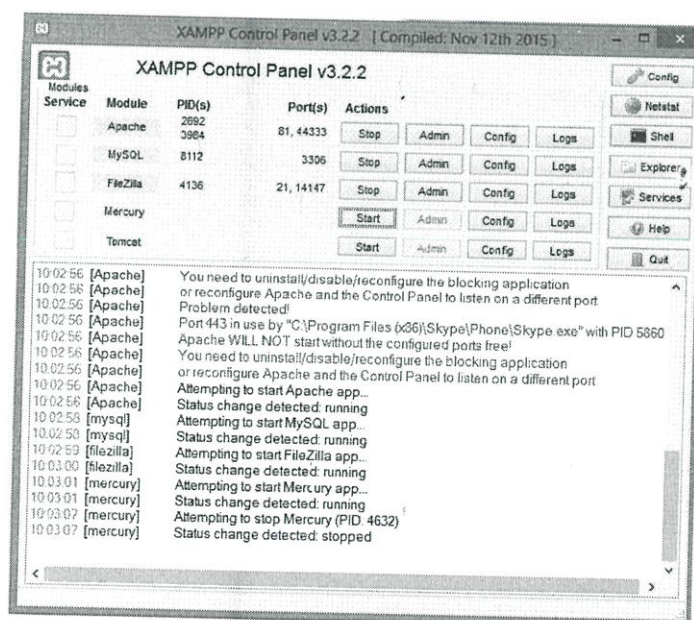 XAMPP Control Panel v3.2.2 [ Compiled: Nov 12th 2015 ]
XAMPP Control Panel v3.2.2
Config
Modules
Service Module PID(s) Port(s) Actions
Netstat
Apache 2692 3984 81, 44333 Stop Admin Config Logs
Shell
MySQL 8112 3306 Stop Admin Config Logs
Explorer
FileZilla 4136 21, 14147 Stop Admin Config Logs
Services
Mercury Start Admin Config Logs
Help
Tomcat Start Admin Config Logs
Quit
10:02:56 [Apache] You need to uninstall/disable/reconfigure the blocking application
10:02:56 [Apache] or reconfigure Apache and the Control Panel to listen on a different port
10:02:56 [Apache] Problem detected!
10:02:56 [Apache] Port 443 in use by "C:\Program Files (x86)\Skype\Phone\Skype.exe" with PID 5860
10:02:56 [Apache] Apache WILL NOT start without the configured ports free!
10:02:56 [Apache] You need to uninstall/disable/reconfigure the blocking application
10:02:56 [Apache] or reconfigure Apache and the Control Panel to listen on a different port
10:02:56 [Apache] Attempting to start Apache app...
10:02:56 [Apache] Status change detected: running
10:02:58 [mysql] Attempting to start MySQL app...
10:02:58 [mysql] Status change detected: running
10:02:59 [filezilla] Attempting to start FileZilla app...
10:03:00 [filezilla] Status change detected: running
10:03:01 [mercury] Attempting to start Mercury app...
10:03:01 [mercury] Status change detected: running
10:03:07 [mercury] Attempting to stop Mercury (PID: 4632)
10:03:07 [mercury] Status change detected: stopped